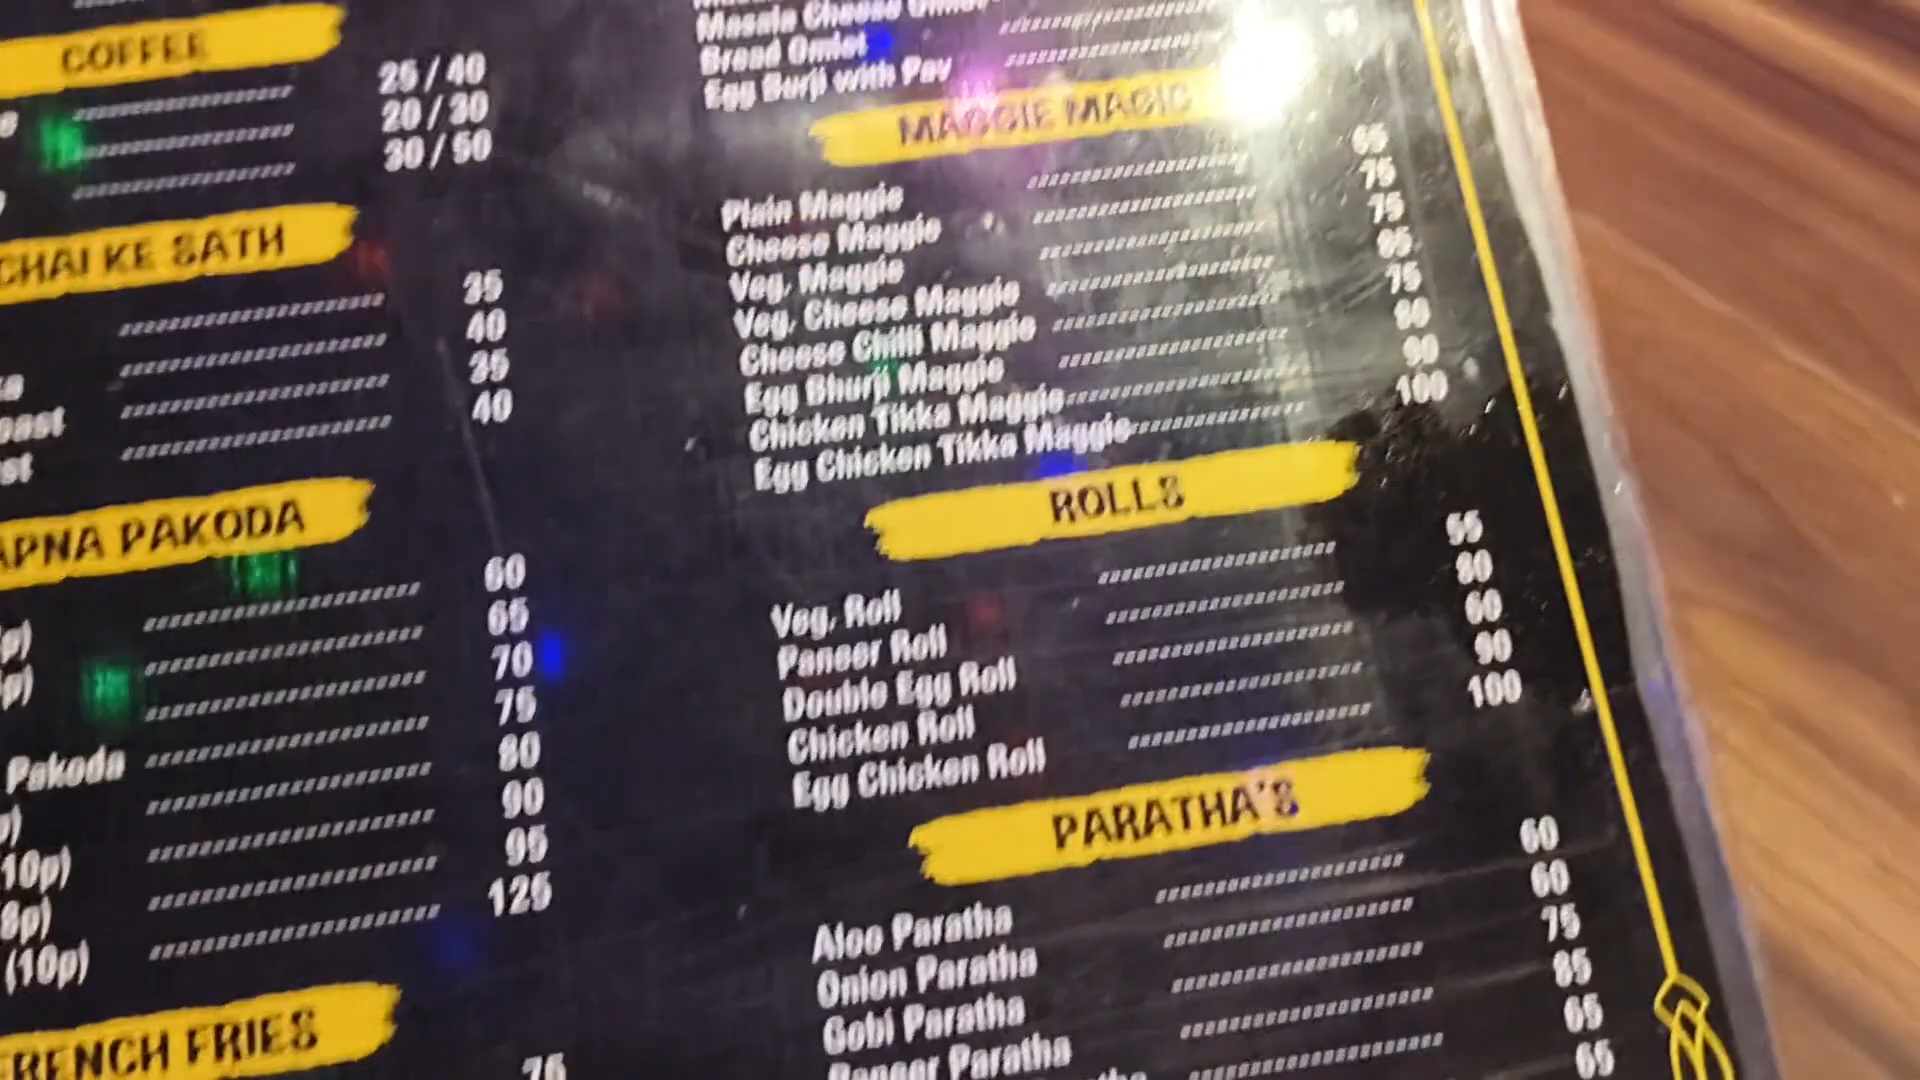 COFFEE
25 / 40
20 / 30
30 / 50
CHAI KE SATH
35
40
35
40
APNA PAKODA
60
65
70
Pakoda 75
80
10p) 90
8p) 95
(10p) 125
FRENCH FRIES
75
Masala Cheese
Bread Omlet
Egg Burji with Pav
MAGGIE MAGIC
Plain Maggie 65
Cheese Maggie 75
Veg. Maggie 75
Veg. Cheese Maggie 85
Cheese Chilli Maggie 75
Egg Bhurji Maggie 80
Chicken Tikka Maggie 90
Egg Chicken Tikka Maggie 100
ROLLS
Veg. Roll 55
Paneer Roll 80
Double Egg Roll 60
Chicken Roll 90
Egg Chicken Roll 100
PARATHA'S
Aloo Paratha 60
Onion Paratha 60
Gobi Paratha 75
Paneer Paratha 85
65
65